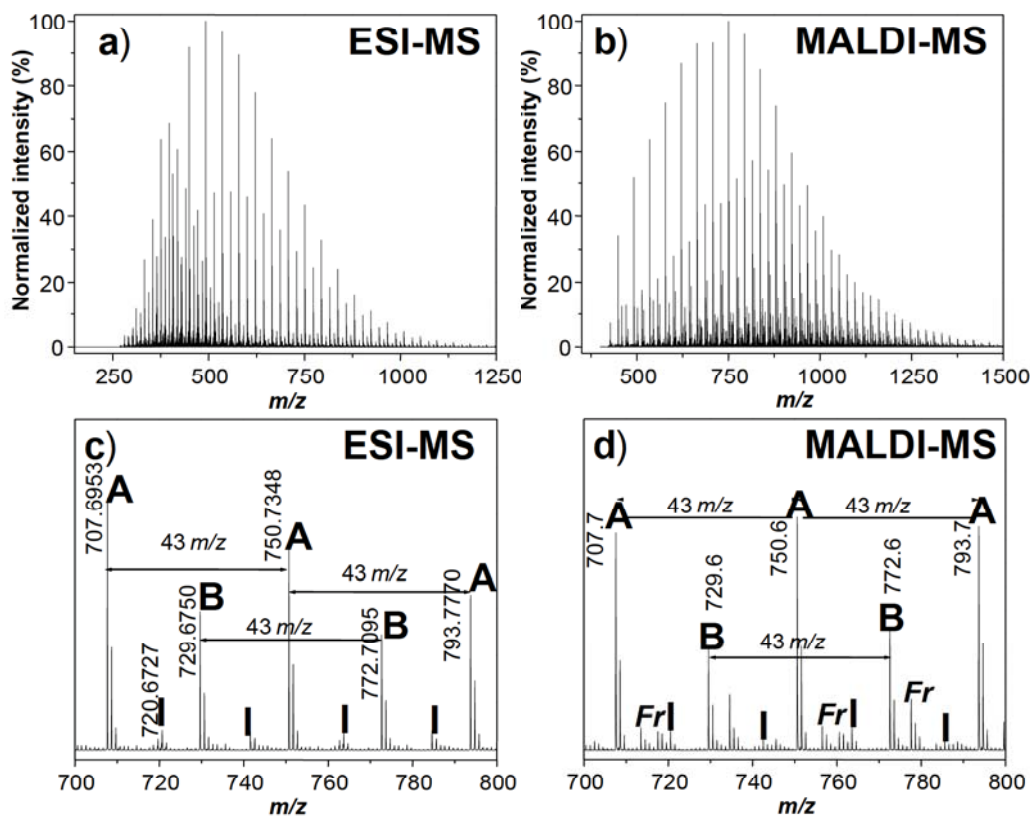 a) ESI-MS
Normalized intensity (%)
100
80
60
40
20
0
250 500 750 1000 1250
m/z
b) MALDI-MS
Normalized intensity (%)
100
80
60
40
20
0
500 750 1000 1250 1500
m/z
c) ESI-MS
707.6953 A
750.7348 A
793.7770 A
43 m/z
43 m/z
729.6750 B
772.7095 B
43 m/z
720.6727
I I I I
700 720 740 760 780 800
m/z
d) MALDI-MS
707.7 A
750.6 A
793.7 A
43 m/z 43 m/z
729.6 B
772.6 B
43 m/z
Fr I I Fr I Fr I
700 720 740 760 780 800
m/z